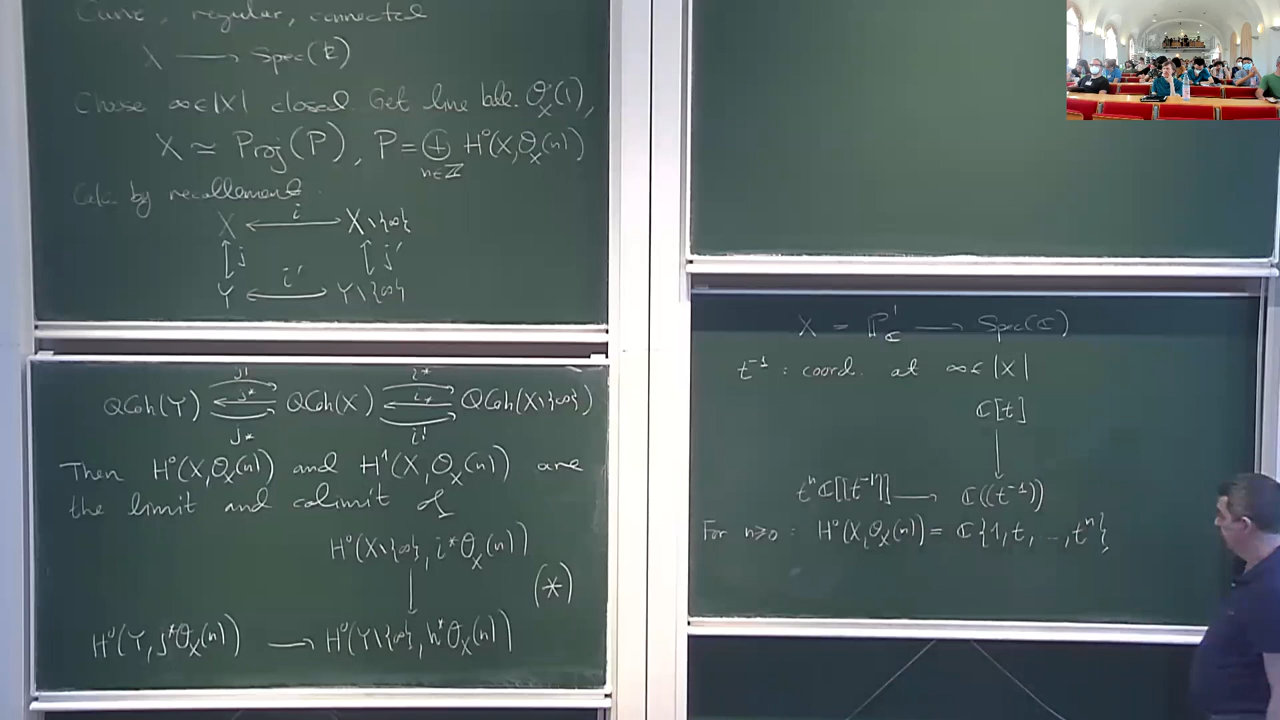 Curve, regular, connected
X ⟶ Spec(k)
Chose ∞∈|X| closed. Get line bdle. O_X(1),
X ≃ Proj(P), P = ⊕_{n∈ℤ} H⁰(X,O_X(n))
Calc. by recollement
X ⟵ i X\{∞}
j j'
Y ⟵ i' Y\{∞}
j! i*
QCoh(Y) j* QCoh(X) i* QCoh(X\{∞})
j* i!
Then H⁰(X,O_X(n)) and H¹(X,O_X(n)) are
the limit and colimit of
H⁰(X\{∞}, i*O_X(n))
↓ (*)
H⁰(Y, j*O_X(n)) ⟶ H⁰(Y\{∞}, h*O_X(n))
X = ℙ¹_ℂ ⟶ Spec(ℂ)
t⁻¹ : coord. at ∞∈|X|
ℂ[t]
↓
tⁿℂ[[t⁻¹]] ⟶ ℂ((t⁻¹))
For n≥0 : H⁰(X,O_X(n)) = ℂ{1,t,...,tⁿ},